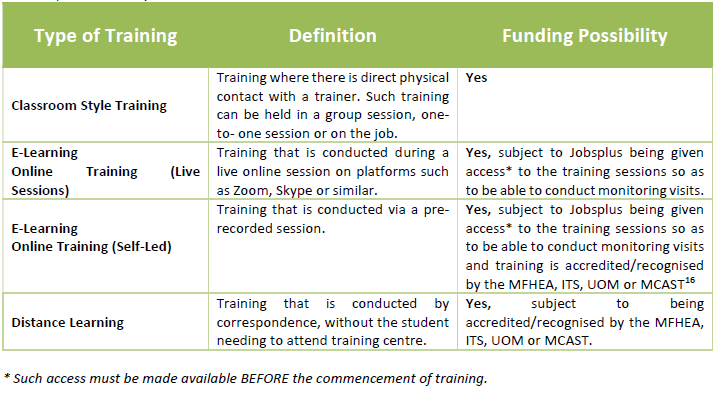 Type of Training
Definition
Funding Possibility
Classroom Style Training
Training where there is direct physical
contact with a trainer. Such training
can be held in a group session, one-
to- one session or on the job.
Yes
E-Learning
Online Training (Live
Sessions)
Training that is conducted during a
live online session on platforms such
as Zoom, Skype or similar.
Yes, subject to Jobsplus being given
access* to the training sessions so as
to be able to conduct monitoring visits.
E-Learning
Online Training (Self-Led)
Training that is conducted via a pre-
recorded session.
Yes, subject to Jobsplus being given
access* to the training sessions so as
to be able to conduct monitoring visits
and training is accredited/recognised
by the MFHEA, ITS, UOM or MCAST16
Distance Learning
Training that is conducted by
correspondence, without the student
needing to attend training centre.
Yes, subject to being
accredited/recognised by the MFHEA,
ITS, UOM or MCAST.
* Such access must be made available BEFORE the commencement of training.